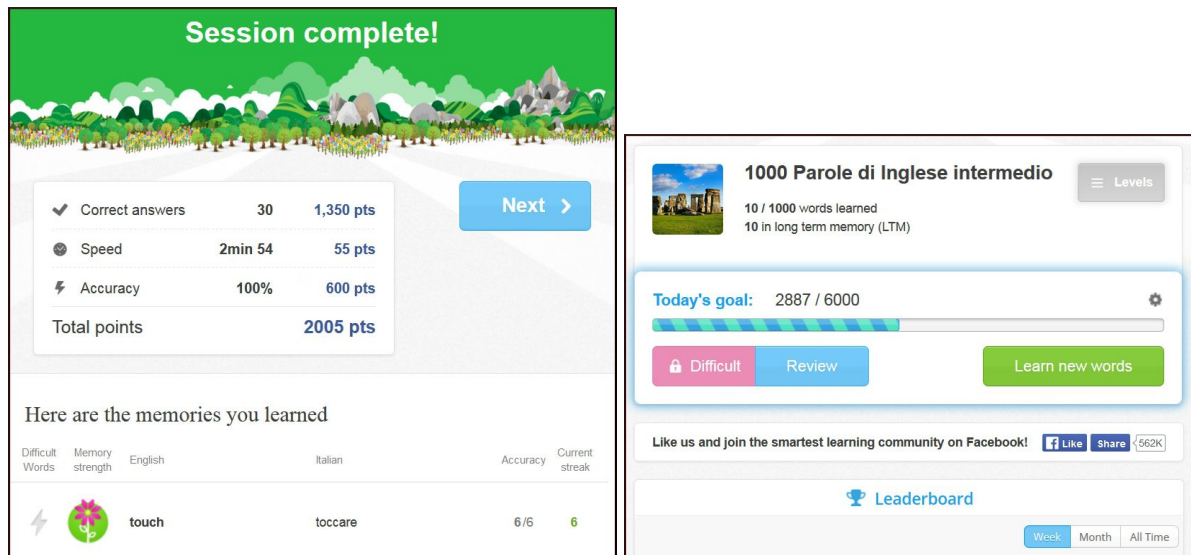 Session complete!
Correct answers 30 1,350 pts
Speed 2min 54 55 pts
Accuracy 100% 600 pts
Total points 2005 pts
Next
Here are the memories you learned
Difficult Words Memory strength English Italian Accuracy Current streak
touch toccare 6/6 6
1000 Parole di Inglese intermedio
Levels
10 / 1000 words learned
10 in long term memory (LTM)
Today's goal: 2887 / 6000
Difficult Review Learn new words
Like us and join the smartest learning community on Facebook! Like Share 562K
Leaderboard
Week Month All Time